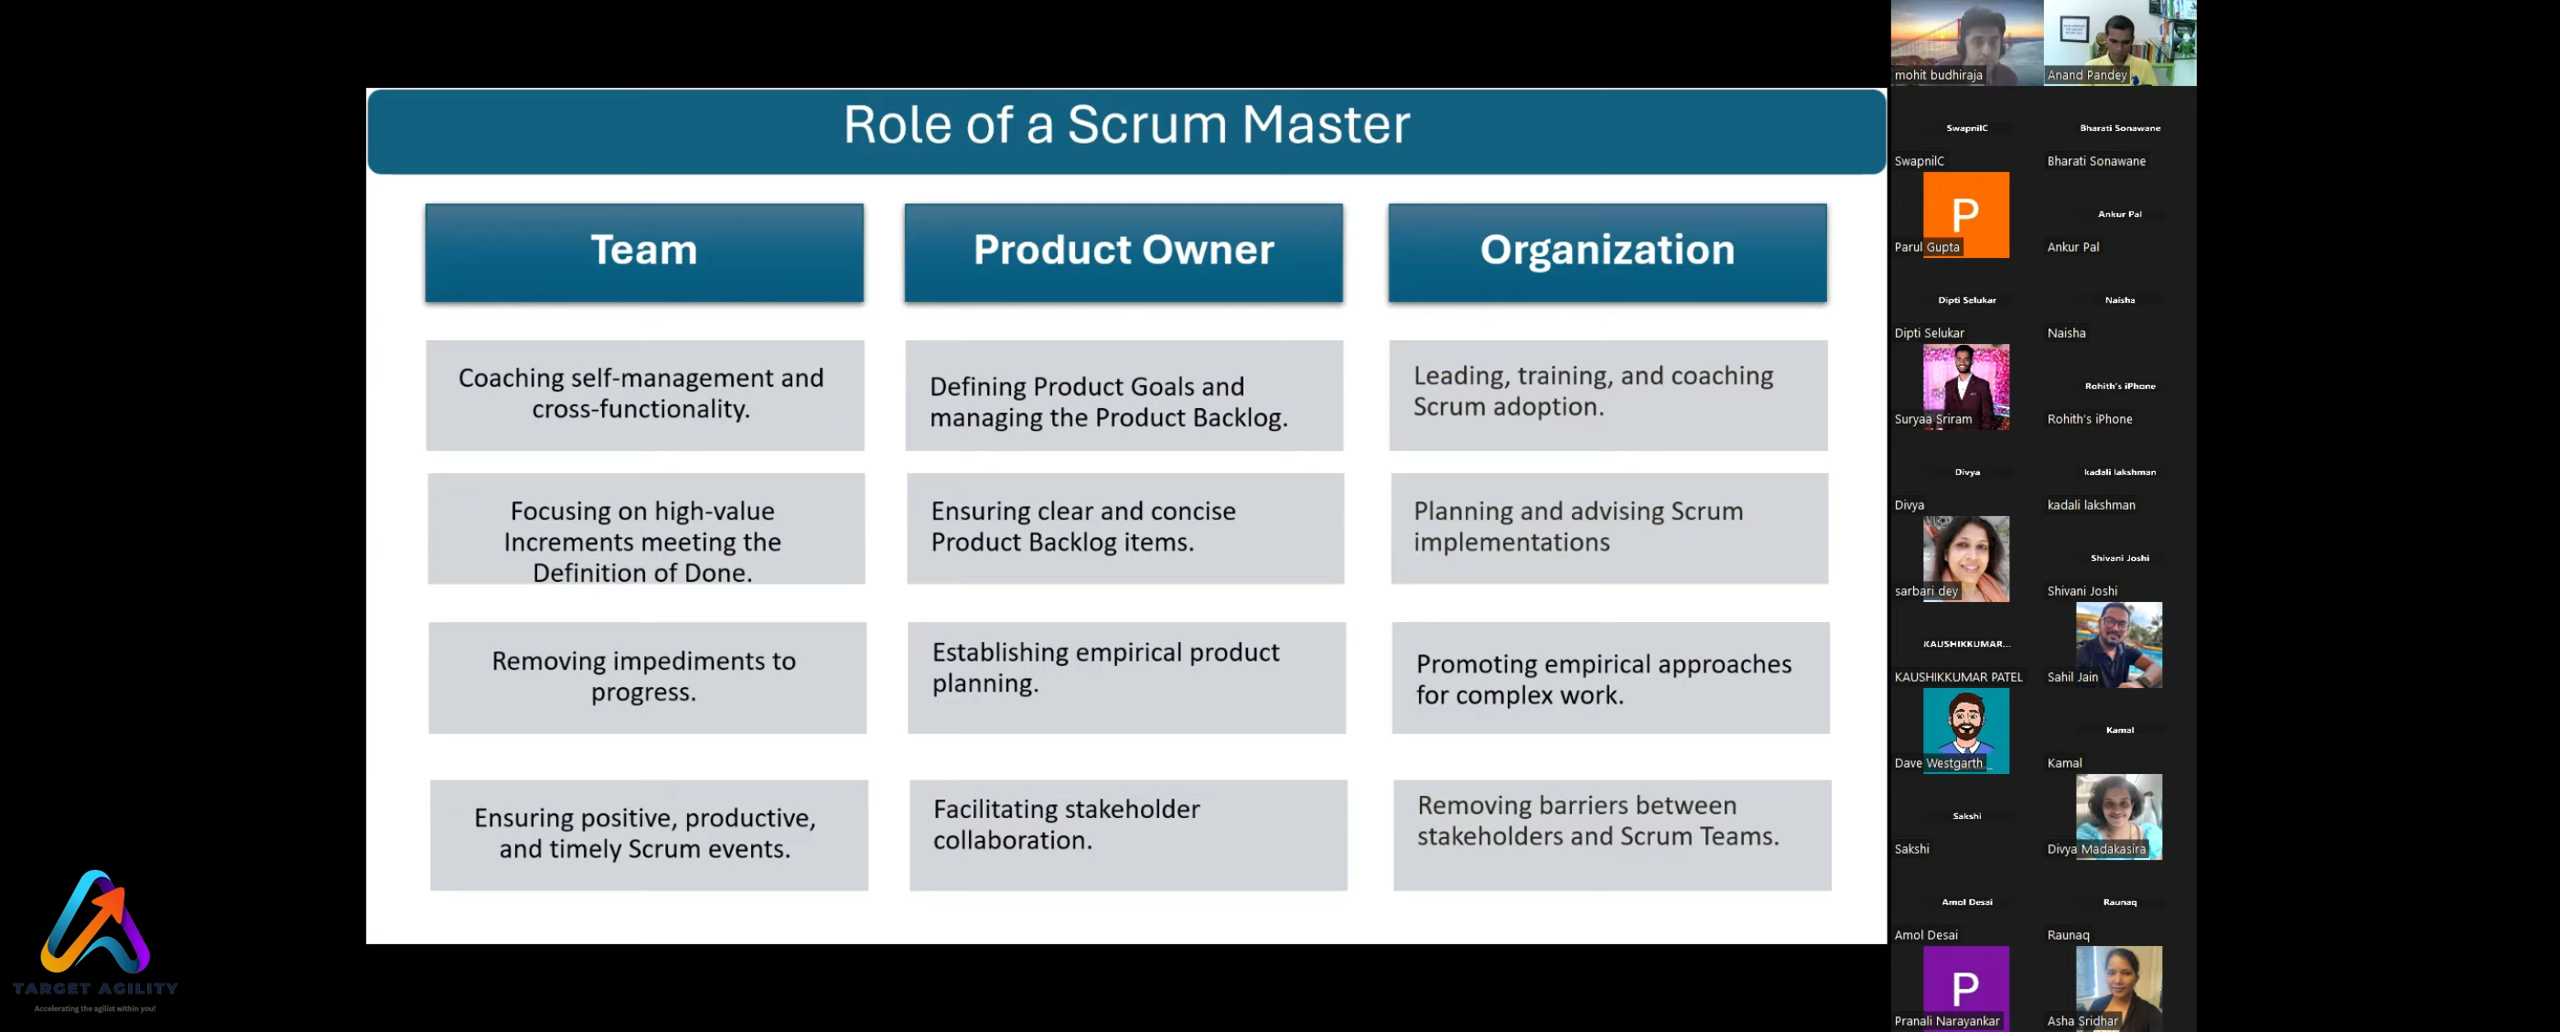 Role of a Scrum Master
Team
Product Owner
Organization
Coaching self-management and
cross-functionality.
Defining Product Goals and
managing the Product Backlog.
Leading, training, and coaching
Scrum adoption.
Focusing on high-value
Increments meeting the
Definition of Done.
Ensuring clear and concise
Product Backlog items.
Planning and advising Scrum
implementations
Removing impediments to
progress.
Establishing empirical product
planning.
Promoting empirical approaches
for complex work.
Ensuring positive, productive,
and timely Scrum events.
Facilitating stakeholder
collaboration.
Removing barriers between
stakeholders and Scrum Teams.
TARGET AGILITY
Accelerating the agilist within you!
mohit budhiraja
Anand Pandey
SwapnilC
Bharati Sonawane
SwapnilC
Bharati Sonawane
P
Ankur Pal
Parul Gupta
Ankur Pal
Dipti Selukar
Naisha
Dipti Selukar
Naisha
Rohith's iPhone
Suryaa Sriram
Rohith's iPhone
Divya
kadali lakshman
Divya
kadali lakshman
Shivani Joshi
sarbari dey
Shivani Joshi
KAUSHIKKUMAR...
KAUSHIKKUMAR PATEL
Sahil Jain
Kamal
Dave Westgarth
Kamal
Sakshi
Sakshi
Divya Madakasira
Amol Desai
Raunaq
Amol Desai
Raunaq
P
Pranali Narayankar
Asha Sridhar